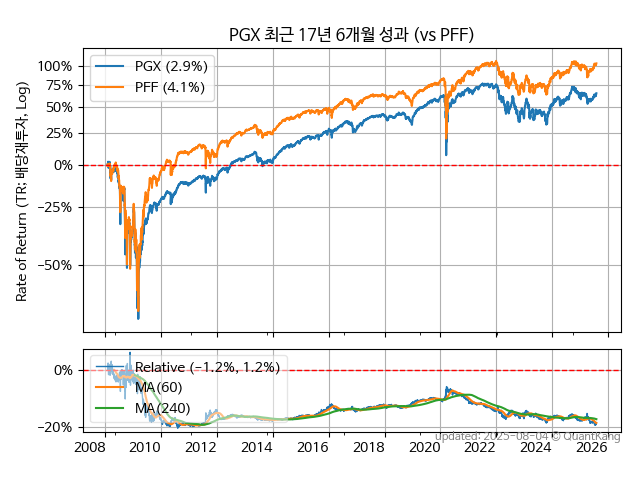 PGX 최근 17년 6개월 성과 (vs PFF)
Rate of Return (TR: 배당재투자, Log)
100%
75%
50%
25%
0%
−25%
−50%
PGX (2.9%)
PFF (4.1%)
0%
−20%
Relative (−1.2%, 1.2%)
MA(60)
MA(240)
2008 2010 2012 2014 2016 2018 2020 2022 2024 2026
updated: 2025-08-04 © QuantKang